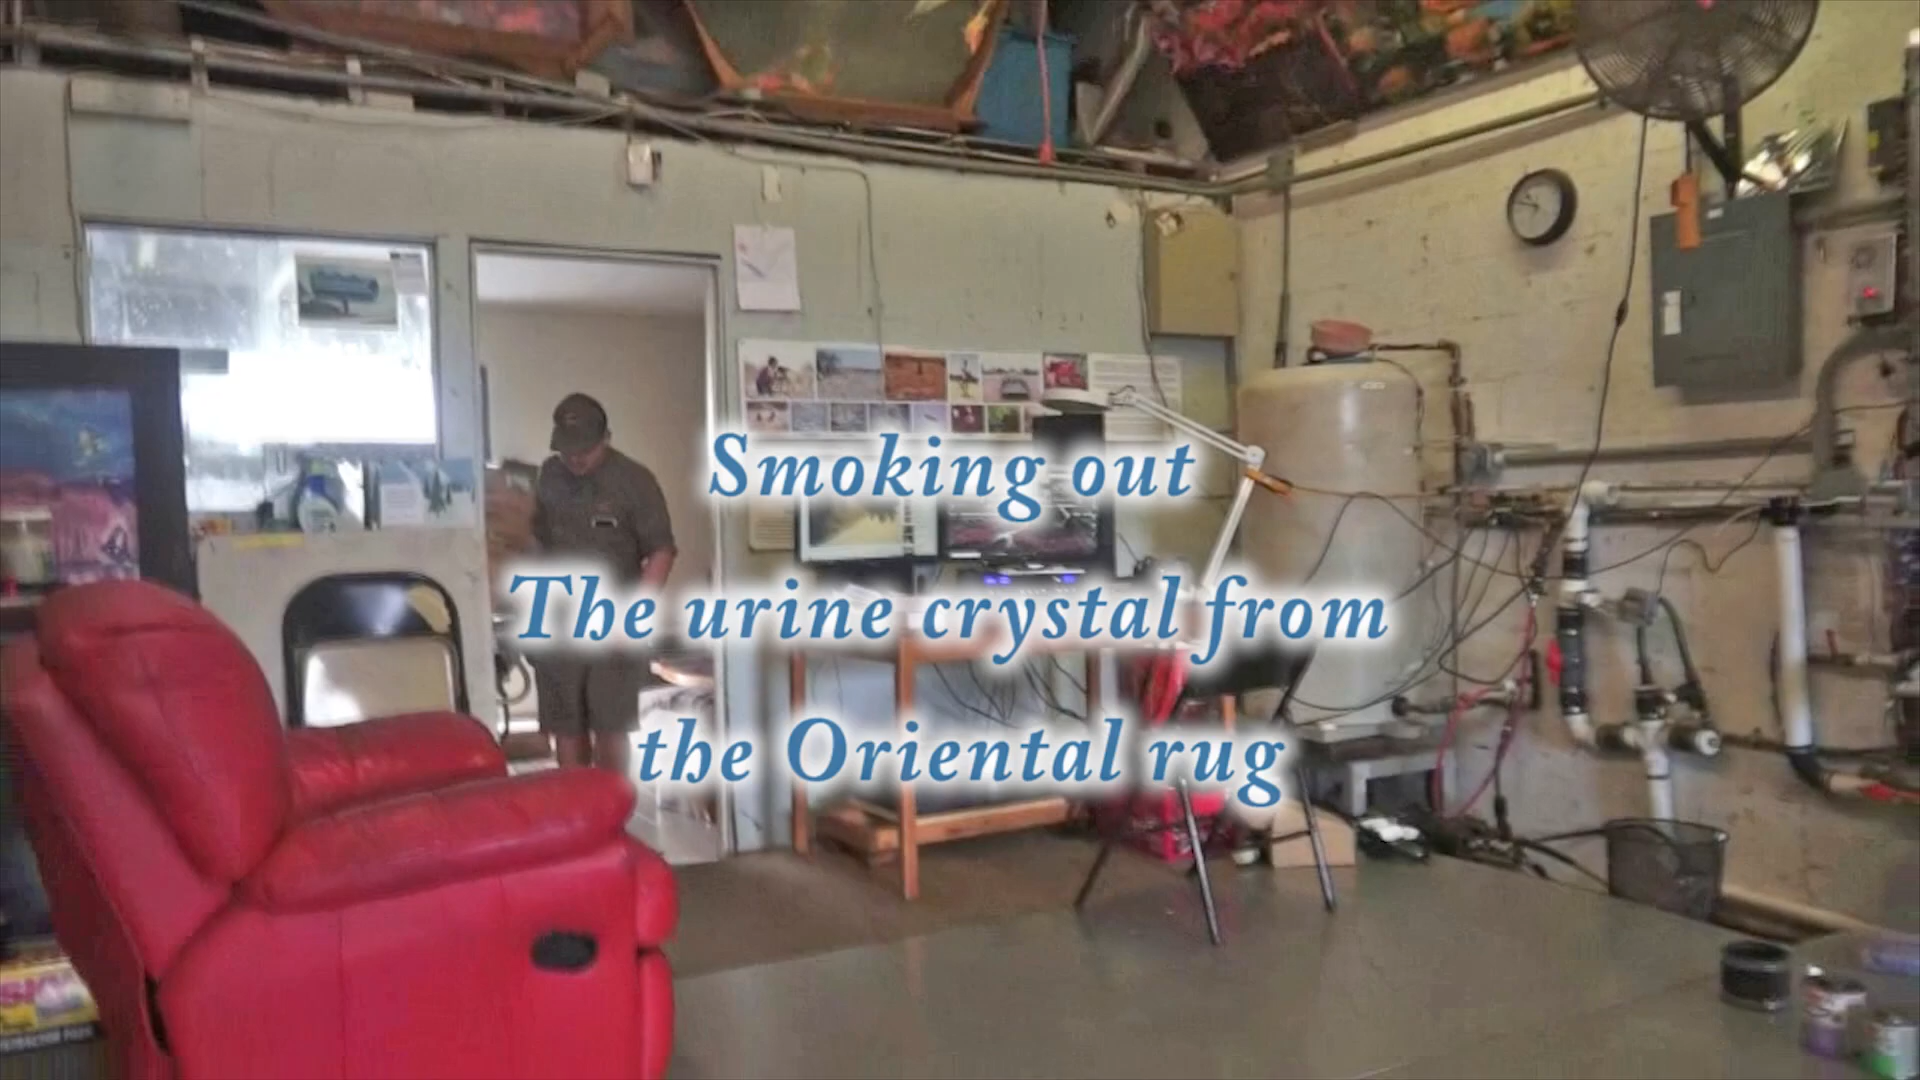 Smoking out
The urine crystal from
the Oriental rug